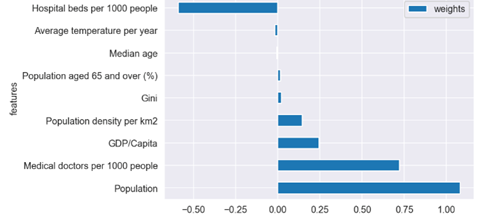 Hospital beds per 1000 people
weights
Average temperature per year
Median age
Population aged 65 and over (%)
features
Gini
Population density per km2
GDP/Capita
Medical doctors per 1000 people
Population
−0.50 −0.25 0.00 0.25 0.50 0.75 1.00